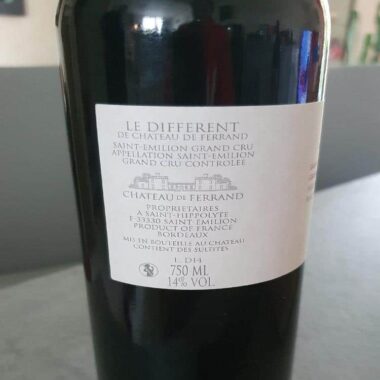 LE DIFFERENT
DE CHATEAU DE FERRAND
SAINT-EMILION GRAND CRU
APPELLATION SAINT-EMILION
GRAND CRU CONTRÔLÉE
CHATEAU DE FERRAND
PROPRIETAIRES
A SAINT-HIPPOLYTE
F-33330 SAINT-ÉMILION
PRODUCT OF FRANCE
BORDEAUX
MIS EN BOUTEILLE AU CHATEAU
CONTIENT DES SULFITES
L. D14
750 ML
14% VOL.